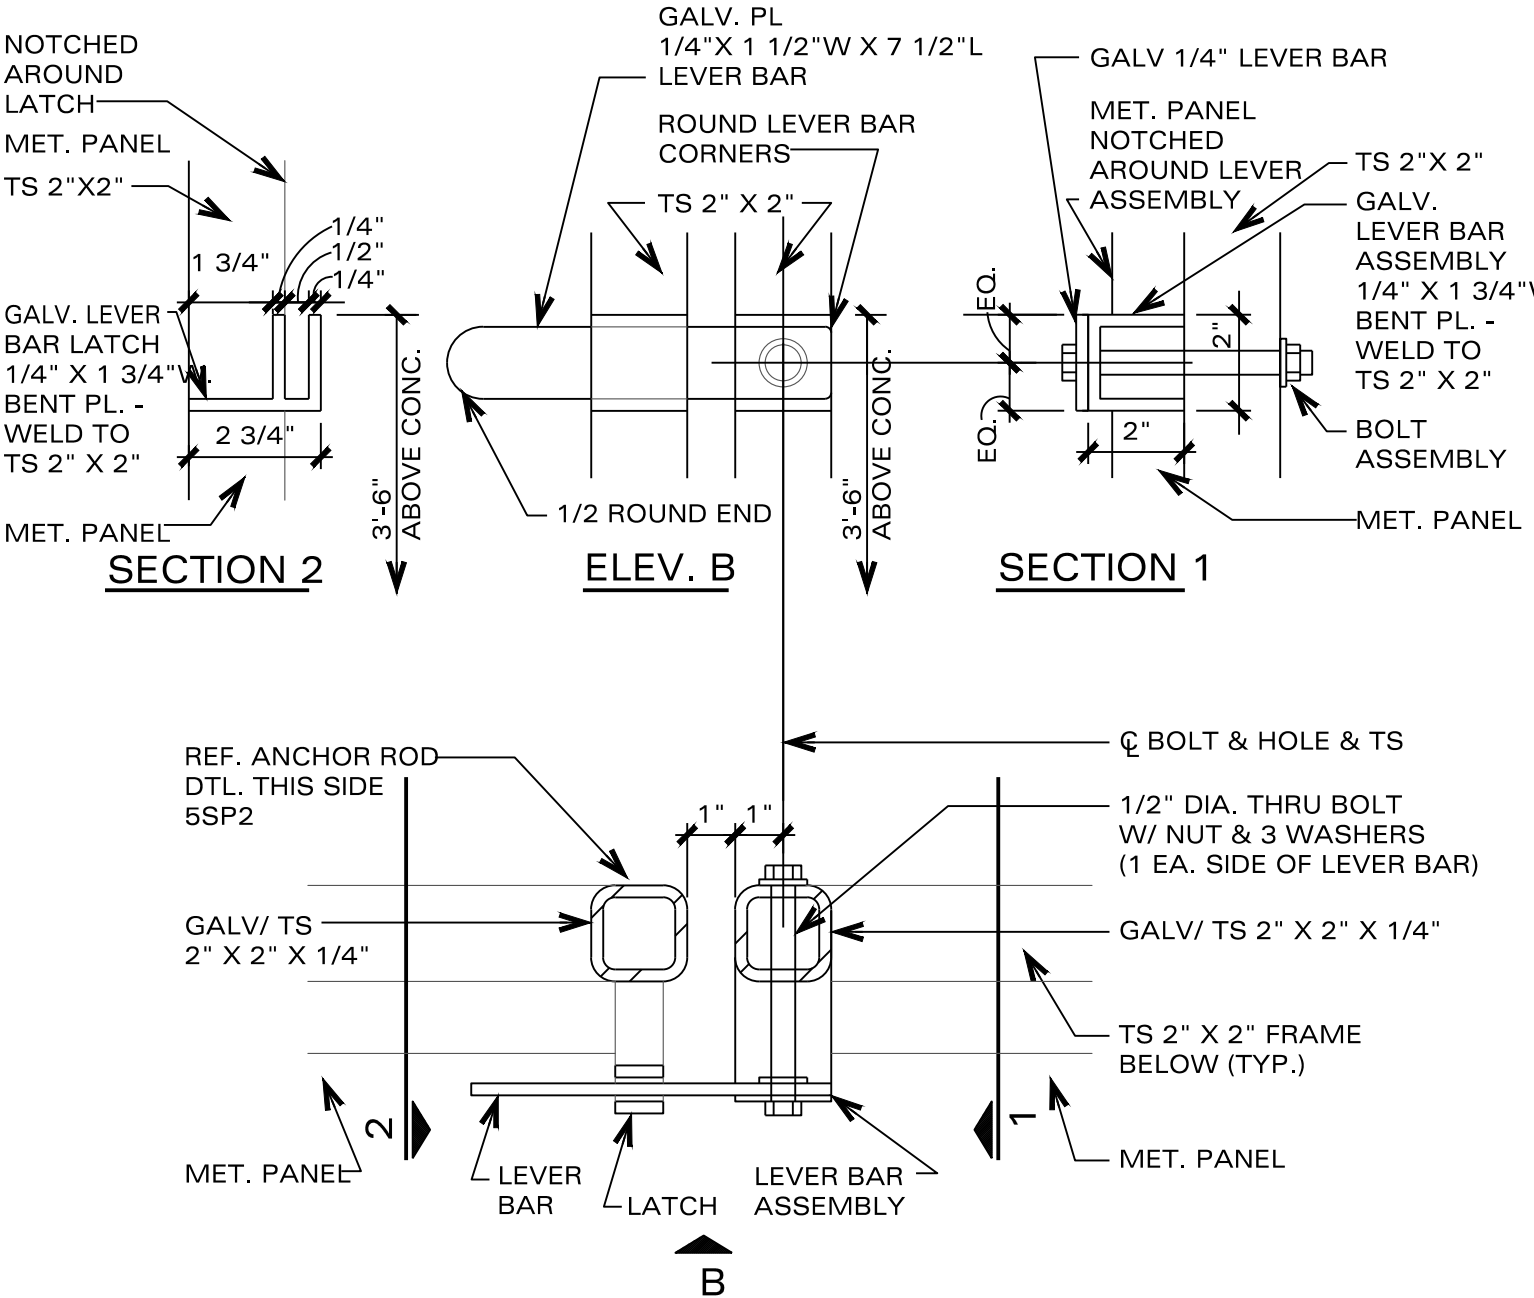 NOTCHED
AROUND
LATCH
MET. PANEL
TS 2"X2"
1/4"
1/2"
1/4"
1 3/4"
GALV. LEVER
BAR LATCH
1/4" X 1 3/4"W.
BENT PL. -
WELD TO
TS 2" X 2"
2 3/4"
MET. PANEL
3'-6"
ABOVE CONC.
SECTION 2
GALV. PL
1/4"X 1 1/2"W X 7 1/2"L
LEVER BAR
ROUND LEVER BAR
CORNERS
TS 2" X 2"
1/2 ROUND END
3'-6"
ABOVE CONC.
ELEV. B
GALV 1/4" LEVER BAR
MET. PANEL
NOTCHED
AROUND LEVER
ASSEMBLY
TS 2"X 2"
GALV.
LEVER BAR
ASSEMBLY
1/4" X 1 3/4"W
BENT PL. -
WELD TO
TS 2" X 2"
EQ.
EQ.
2"
2"
BOLT
ASSEMBLY
MET. PANEL
SECTION 1
REF. ANCHOR ROD
DTL. THIS SIDE
5SP2
1" 1"
℄ BOLT & HOLE & TS
1/2" DIA. THRU BOLT
W/ NUT & 3 WASHERS
(1 EA. SIDE OF LEVER BAR)
GALV/ TS
2" X 2" X 1/4"
GALV/ TS 2" X 2" X 1/4"
TS 2" X 2" FRAME
BELOW (TYP.)
2
1
MET. PANEL
LEVER
BAR
LATCH
LEVER BAR
ASSEMBLY
MET. PANEL
B